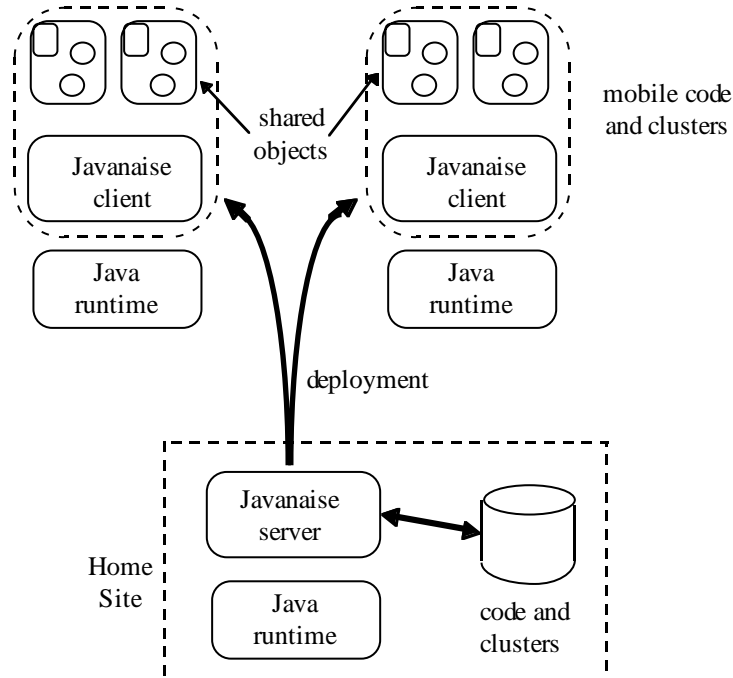 shared
objects
mobile code
and clusters
Javanaise
client
Javanaise
client
Java
runtime
Java
runtime
deployment
Javanaise
server
Home
Site
Java
runtime
code and
clusters